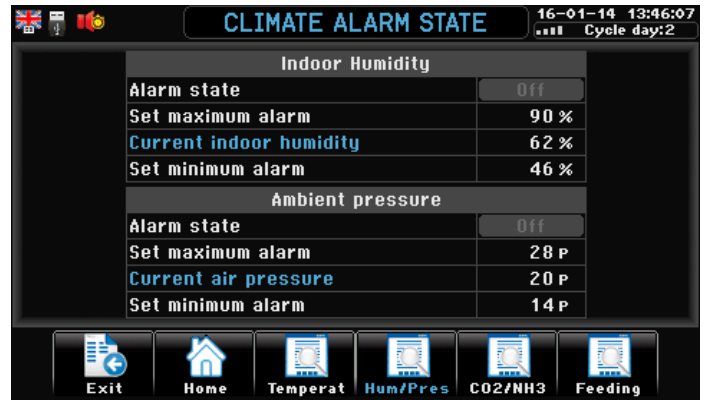 CLIMATE ALARM STATE
16-01-14 13:46:07
Cycle day:2
Indoor Humidity
Alarm state Off
Set maximum alarm 90 %
Current indoor humidity 62 %
Set minimum alarm 46 %
Ambient pressure
Alarm state Off
Set maximum alarm 28 P
Current air pressure 20 P
Set minimum alarm 14 P
Exit Home Temperat Hum/Pres CO2/NH3 Feeding